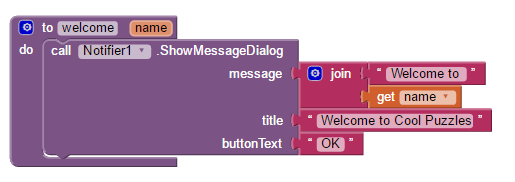 to welcome name
do call Notifier1 .ShowMessageDialog
message join " Welcome to "
get name
title " Welcome to Cool Puzzles
buttonText " OK "